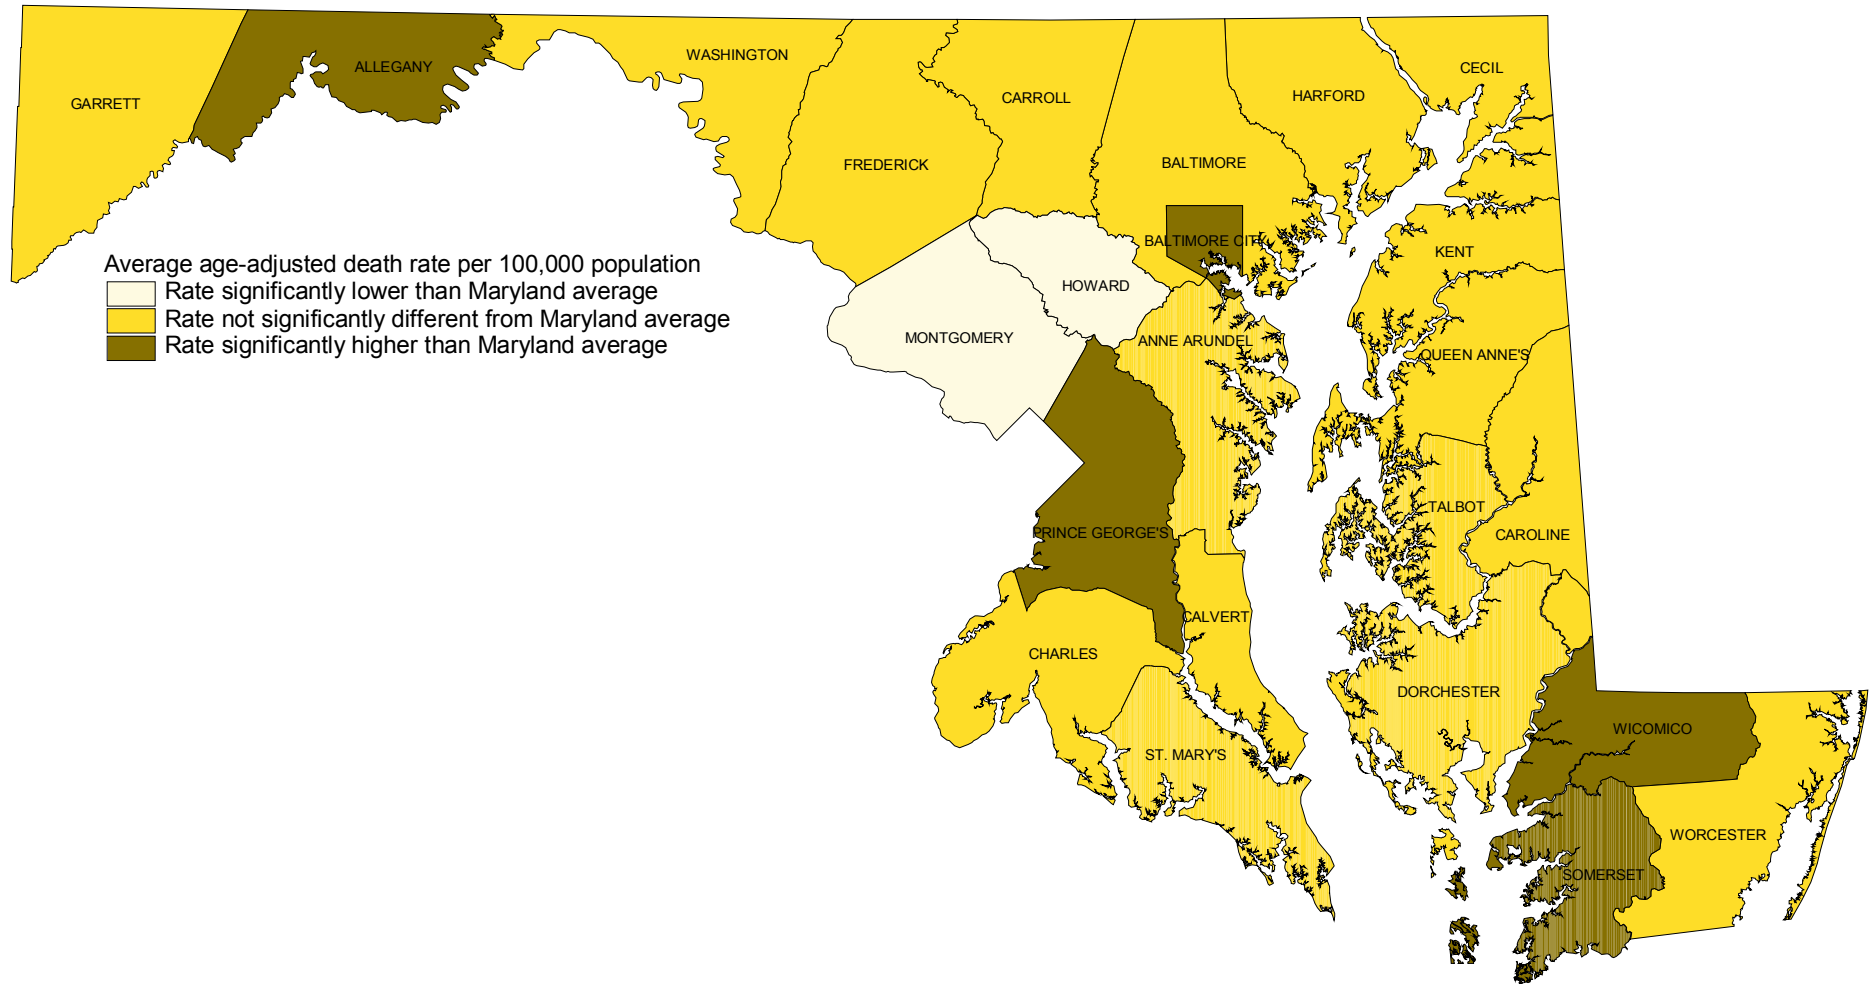 WASHINGTON
ALLEGANY
CECIL
GARRETT
CARROLL
HARFORD
FREDERICK
BALTIMORE
BALTIMORE CITY
KENT
Average age-adjusted death rate per 100,000 population
Rate significantly lower than Maryland average
Rate not significantly different from Maryland average
Rate significantly higher than Maryland average
HOWARD
MONTGOMERY
ANNE ARUNDEL
QUEEN ANNE'S
TALBOT
PRINCE GEORGE'S
CAROLINE
CALVERT
CHARLES
DORCHESTER
WICOMICO
ST. MARY'S
WORCESTER
SOMERSET